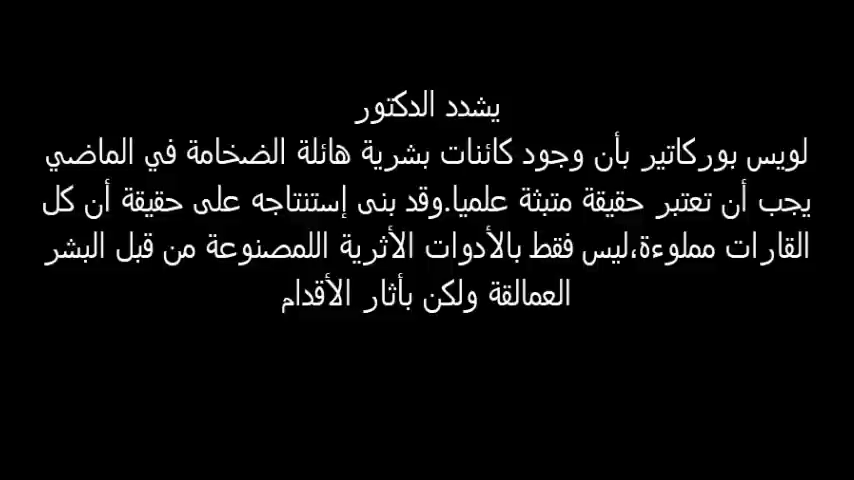 يشدد الدكتور
لويس بوركاتير بأن وجود كائنات بشرية هائلة الضخامة في الماضي
يجب أن تعتبر حقيقة متبثة علميا.وقد بنى إستنتاجه على حقيقة أن كل
القارات مملوءة،ليس فقط بالأدوات الأثرية اللمصنوعة من قبل البشر
العمالقة ولكن بأثار الأقدام